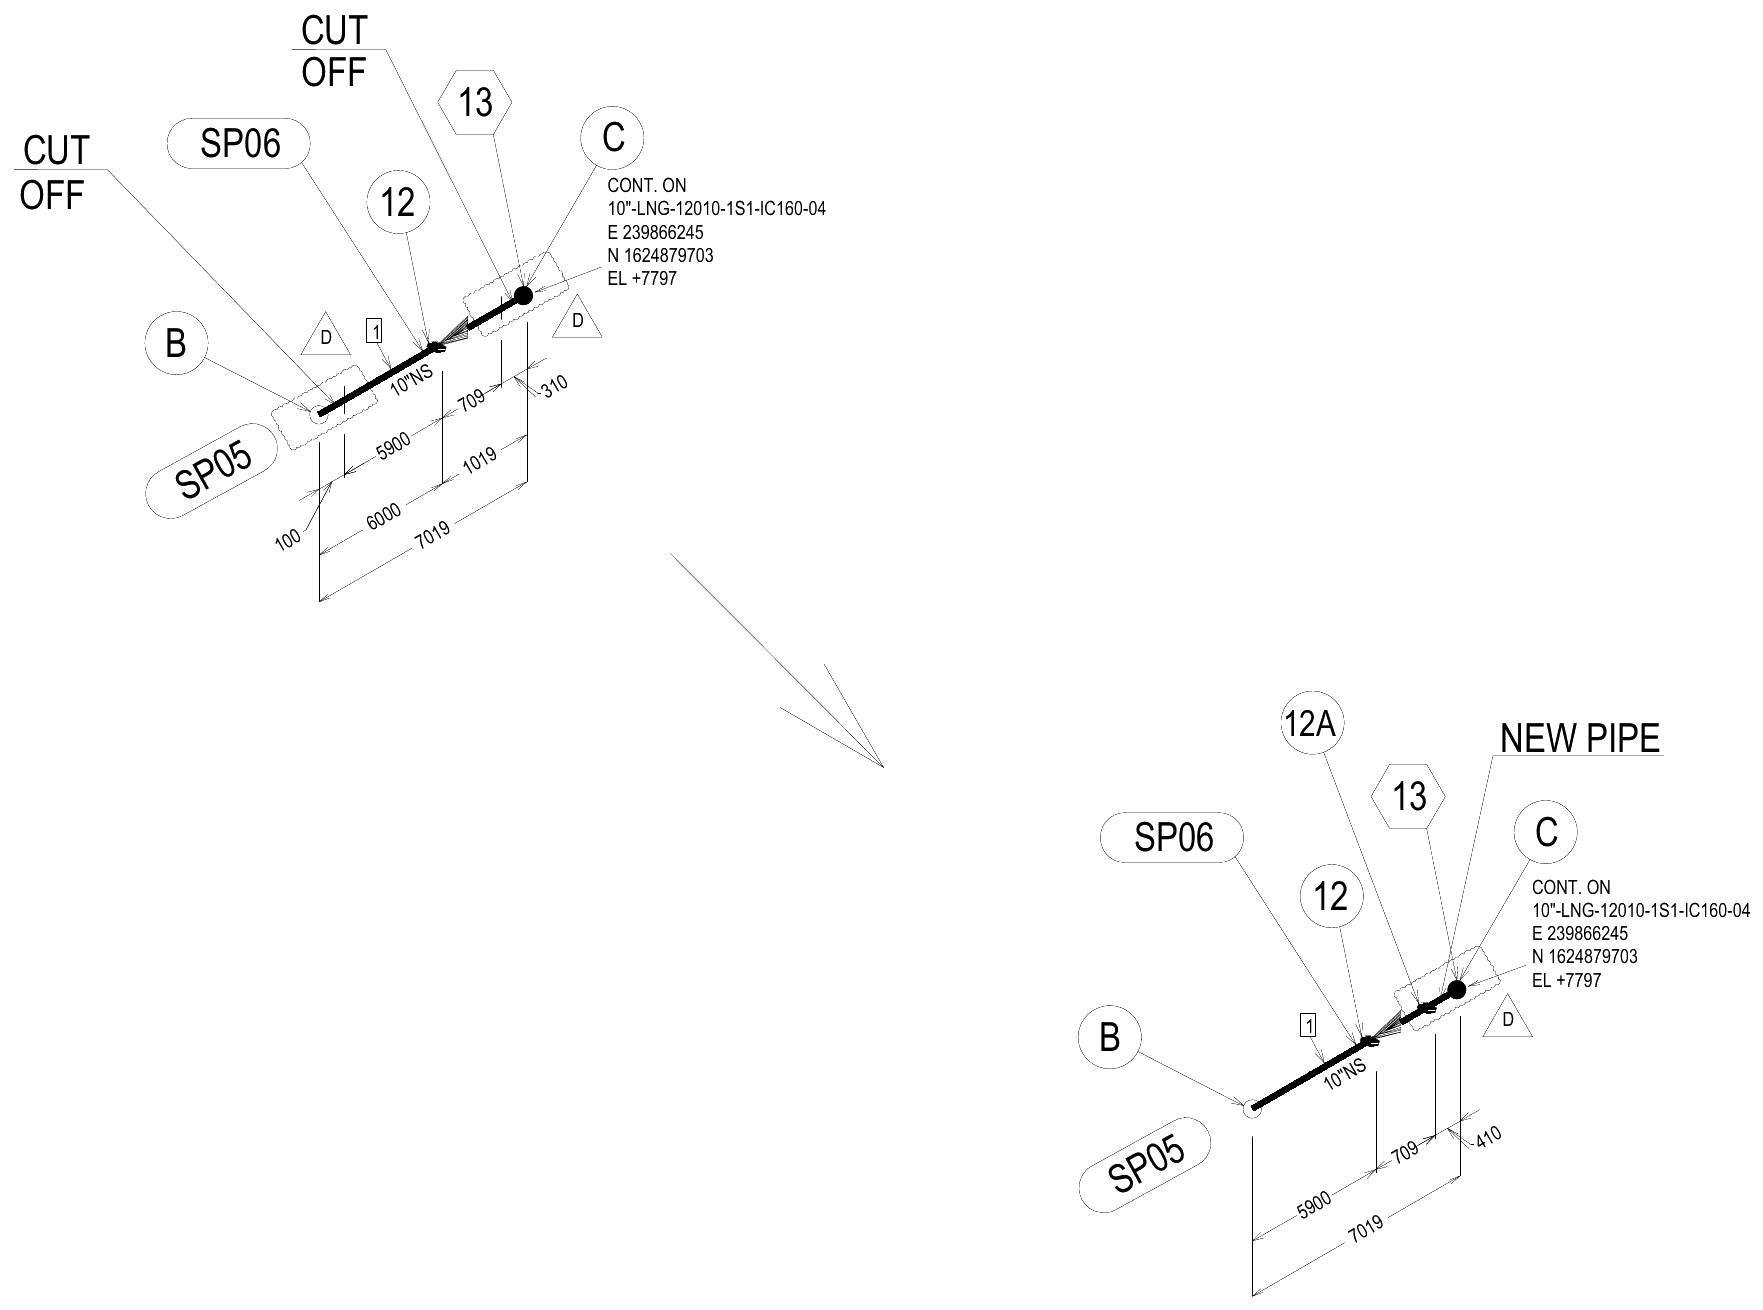 CUT
OFF
13
C
SP06
CUT
OFF
12
CONT. ON
10"-LNG-12010-1S1-IC160-04
E 239866245
N 1624879703
EL +7797
B
D
1
D
10"NS
SP05
709
310
5900
1019
100
6000
7019
12A
NEW PIPE
13
SP06
C
12
CONT. ON
10"-LNG-12010-1S1-IC160-04
E 239866245
N 1624879703
EL +7797
B
1
D
10"NS
SP05
709
410
5900
7019